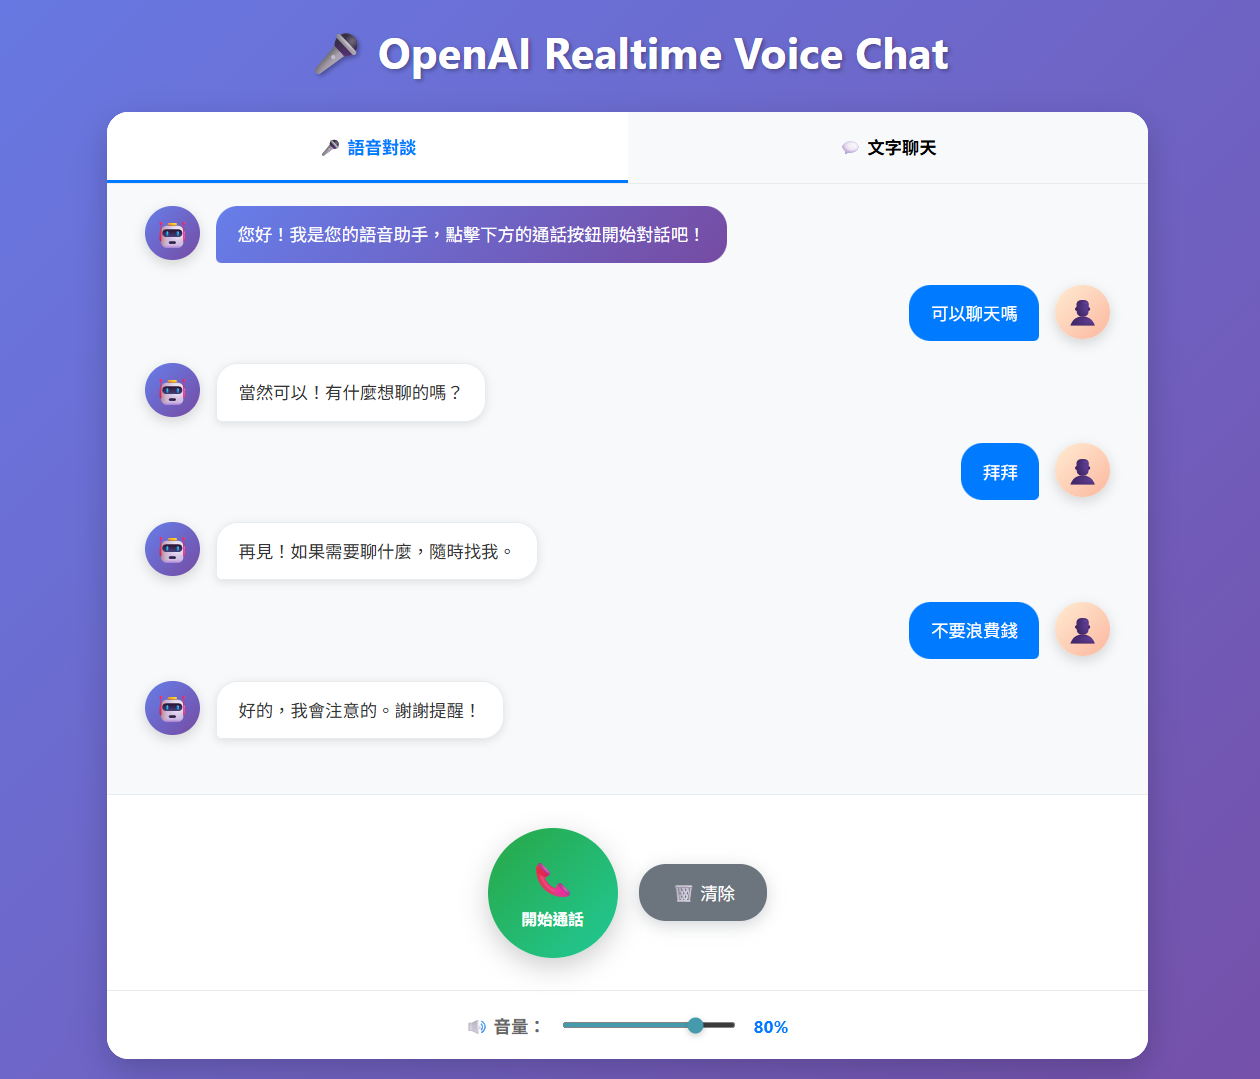 OpenAI Realtime Voice Chat
語音對談
文字聊天
您好！我是您的語音助手，點擊下方的通話按鈕開始對話吧！
可以聊天嗎
當然可以！有什麼想聊的嗎？
拜拜
再見！如果需要聊什麼，隨時找我。
不要浪費錢
好的，我會注意的。謝謝提醒！
開始通話
清除
音量：
80%